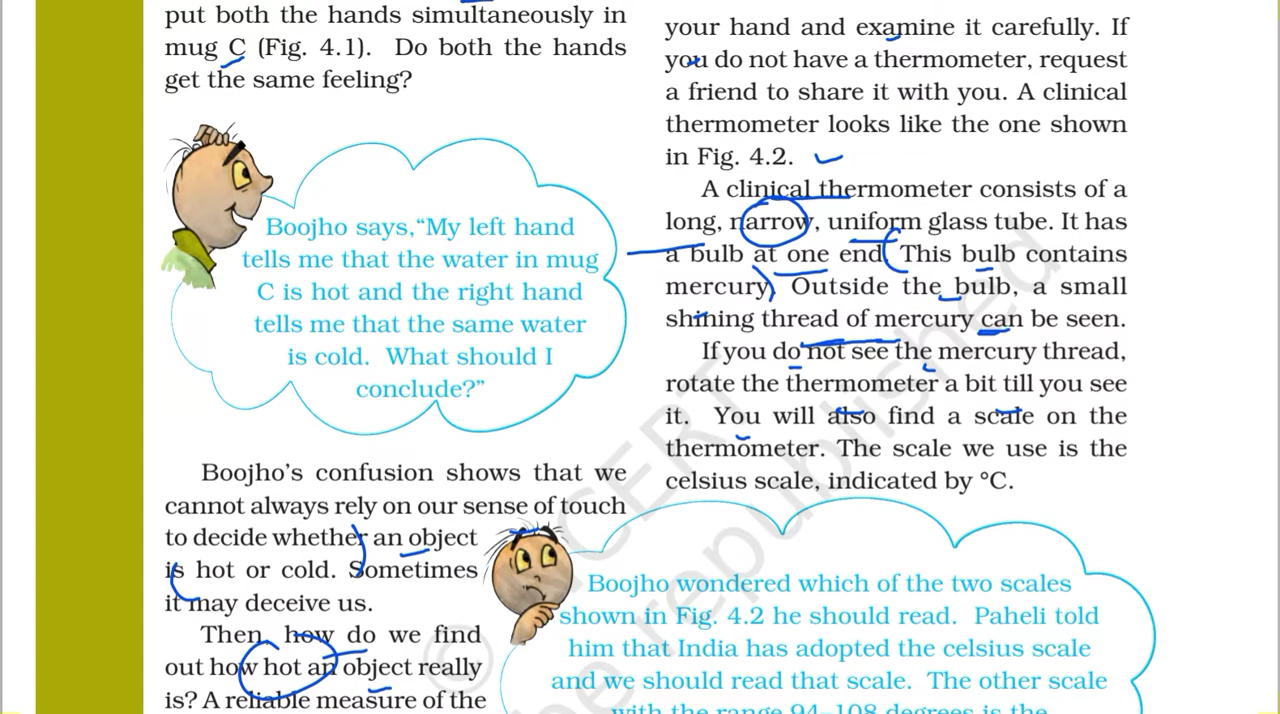 put both the hands simultaneously in
mug C (Fig. 4.1). Do both the hands
get the same feeling?
Boojho says,“My left hand
tells me that the water in mug
C is hot and the right hand
tells me that the same water
is cold. What should I
conclude?”
Boojho’s confusion shows that we
cannot always rely on our sense of touch
to decide whether an object
is hot or cold. Sometimes
it may deceive us.
Then, how do we find
out how hot an object really
is? A reliable measure of the
your hand and examine it carefully. If
you do not have a thermometer, request
a friend to share it with you. A clinical
thermometer looks like the one shown
in Fig. 4.2.
A clinical thermometer consists of a
long, narrow, uniform glass tube. It has
a bulb at one end. This bulb contains
mercury. Outside the bulb, a small
shining thread of mercury can be seen.
If you do not see the mercury thread,
rotate the thermometer a bit till you see
it. You will also find a scale on the
thermometer. The scale we use is the
celsius scale, indicated by °C.
Boojho wondered which of the two scales
shown in Fig. 4.2 he should read. Paheli told
him that India has adopted the celsius scale
and we should read that scale. The other scale
with the range 94–108 degrees is the
© NCERT
be republished